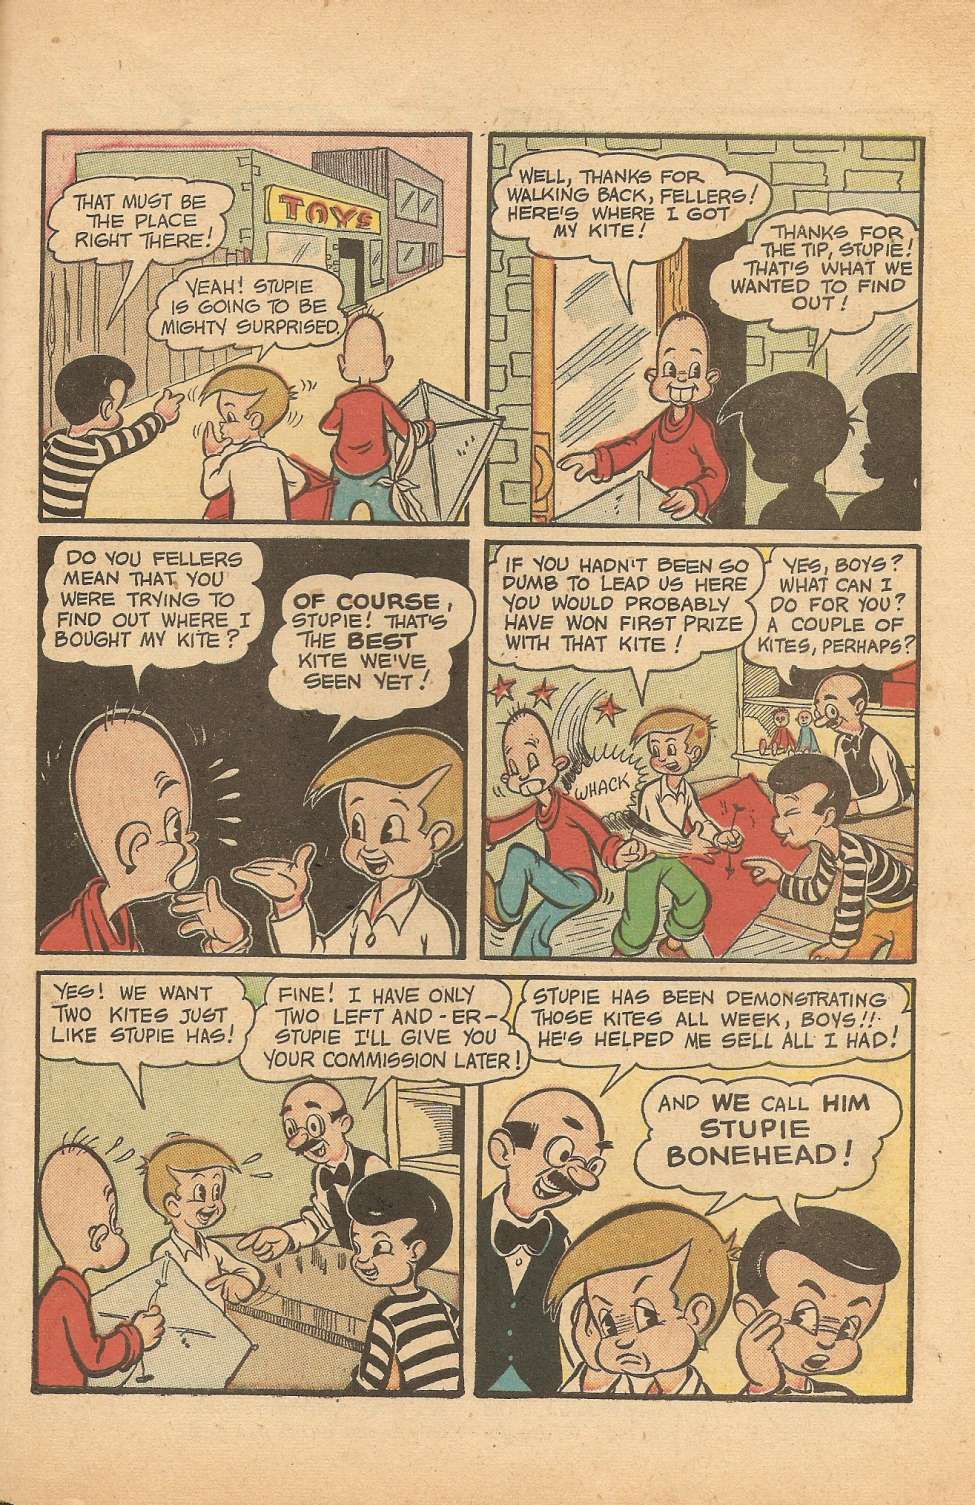 THAT MUST BE
THE PLACE
RIGHT THERE!
TOYS
YEAH! STUPIE
IS GOING TO BE
MIGHTY SURPRISED.
WELL, THANKS FOR
WALKING BACK, FELLERS!
HERE'S WHERE I GOT
MY KITE!
THANKS FOR
THE TIP, STUPIE!
THAT'S WHAT WE
WANTED TO FIND
OUT!
DO YOU FELLERS
MEAN THAT YOU
WERE TRYING TO
FIND OUT WHERE I
BOUGHT MY KITE?
OF COURSE,
STUPIE! THAT'S
THE BEST
KITE WE'VE
SEEN YET!
IF YOU HADN'T BEEN SO
DUMB TO LEAD US HERE
YOU WOULD PROBABLY
HAVE WON FIRST PRIZE
WITH THAT KITE!
YES, BOYS?
WHAT CAN I
DO FOR YOU?
A COUPLE OF
KITES, PERHAPS?
WHACK
YES! WE WANT
TWO KITES JUST
LIKE STUPIE HAS!
FINE! I HAVE ONLY
TWO LEFT AND -ER-
STUPIE I'LL GIVE YOU
YOUR COMMISSION LATER!
STUPIE HAS BEEN DEMONSTRATING
THOSE KITES ALL WEEK, BOYS!!
HE'S HELPED ME SELL ALL I HAD!
AND WE CALL HIM
STUPIE
BONEHEAD!